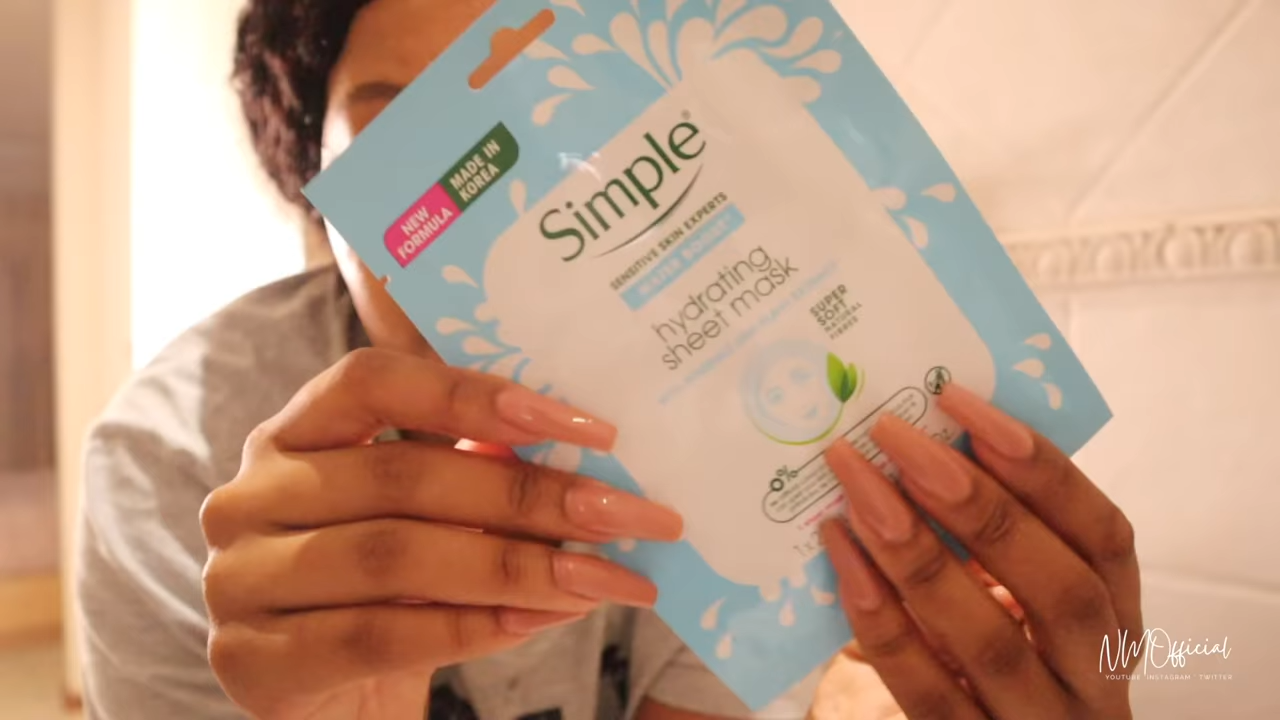 NEW
FORMULA
MADE IN
KOREA
Simple®
SENSITIVE SKIN EXPERTS
WATER BOOST
hydrating
sheet mask
SUPER
SOFT
NATURAL
FIBRES
0%
1 x
NMOfficial
YOUTUBE INSTAGRAM TWITTER